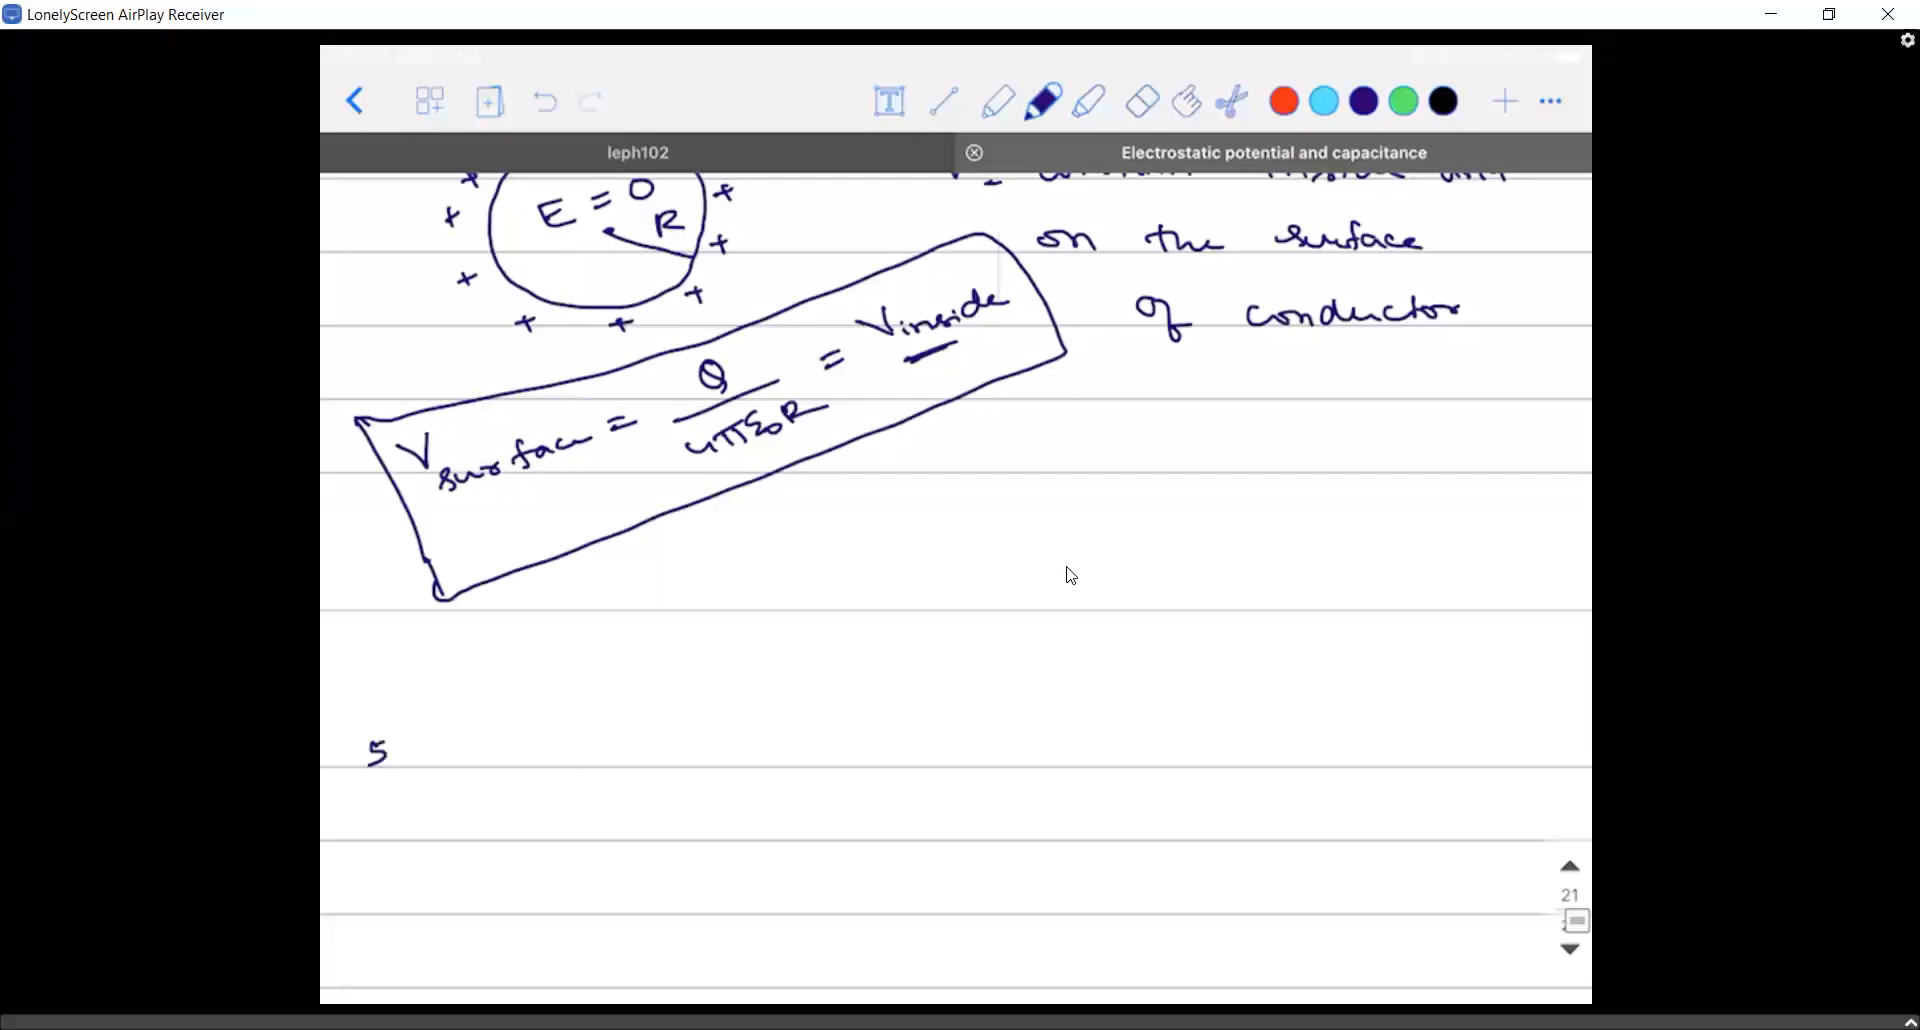 LonelyScreen AirPlay Receiver
T
leph102
Electrostatic potential and capacitance
E = 0
R
on the surface
of conductor
V surface = Q / 4πε₀R = V inside
5
21